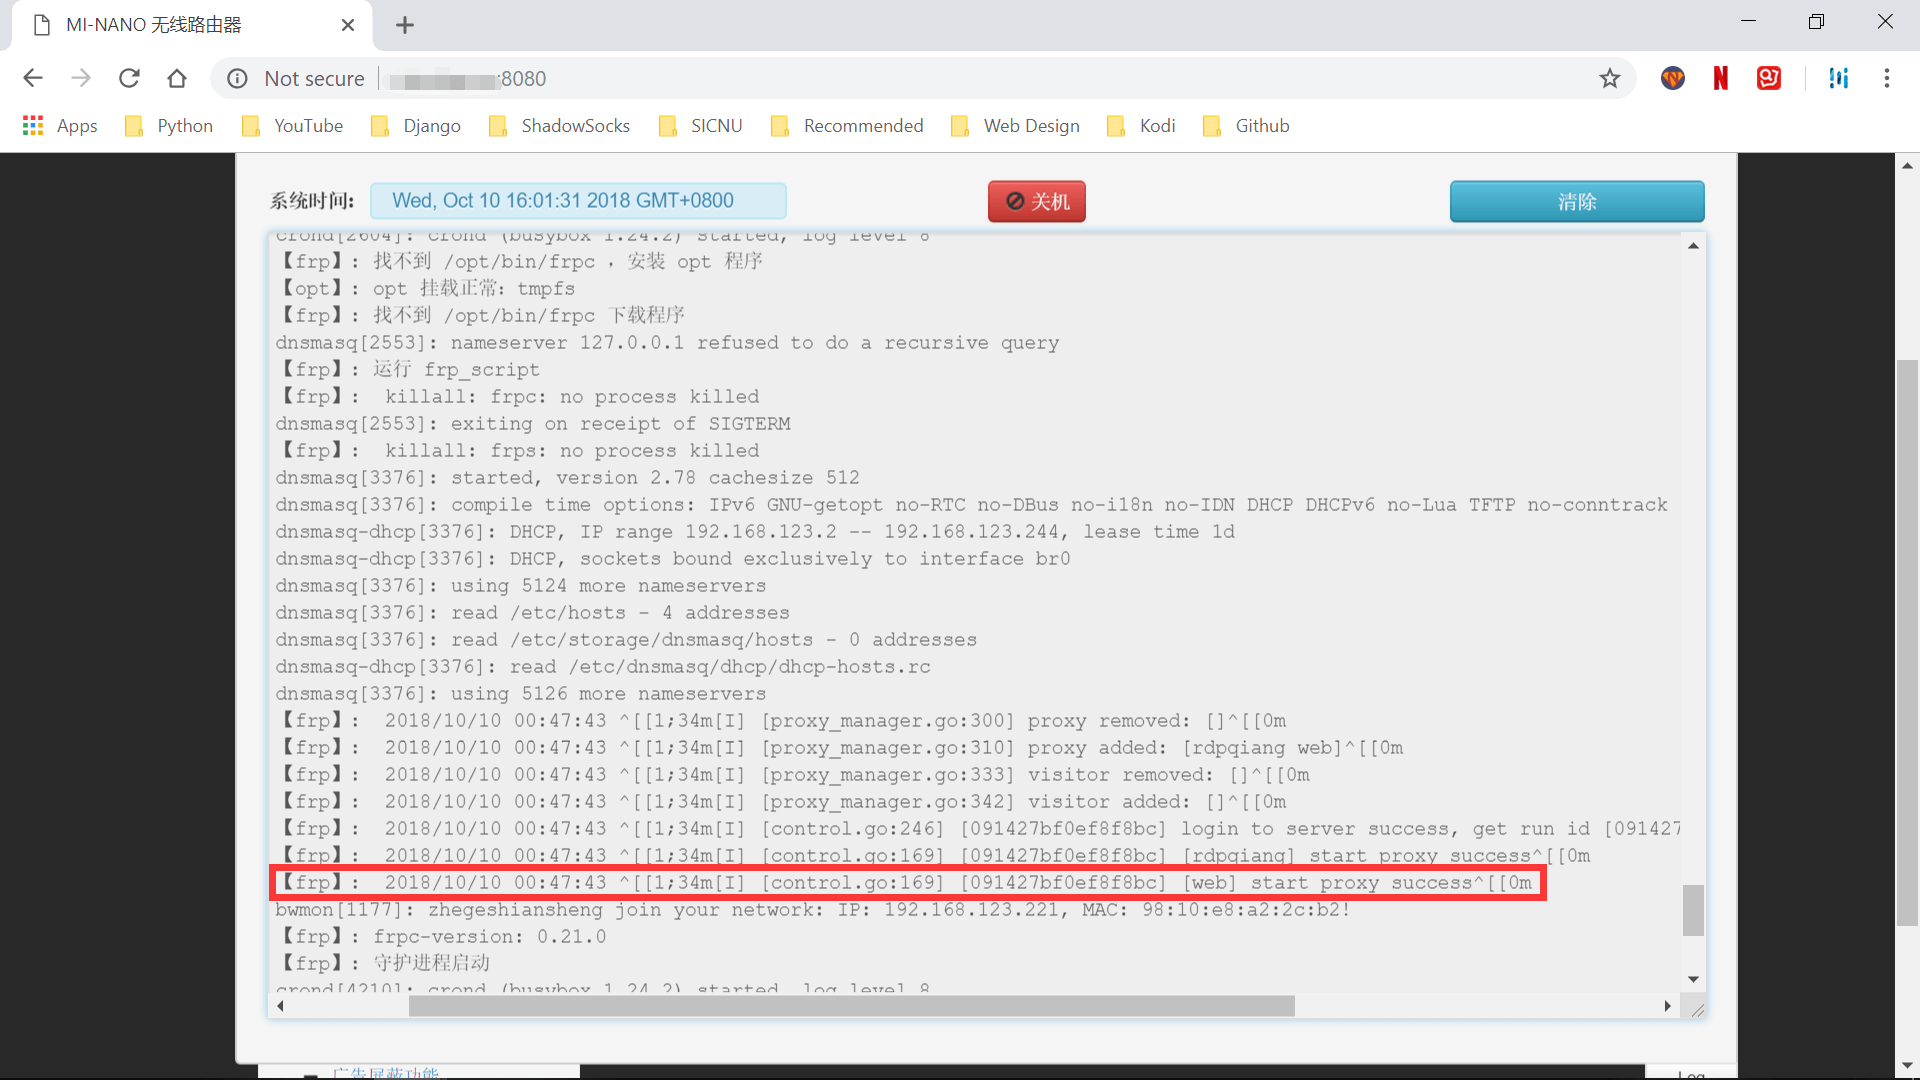 MI-NANO 无线路由器
Not secure :8080
Apps Python YouTube Django ShadowSocks SICNU Recommended Web Design Kodi Github
系统时间: Wed, Oct 10 16:01:31 2018 GMT+0800 关机 清除
crond[2604]: crond (busybox 1.24.2) started, log level 8
【frp】: 找不到 /opt/bin/frpc ，安装 opt 程序
【opt】: opt 挂载正常: tmpfs
【frp】: 找不到 /opt/bin/frpc 下载程序
dnsmasq[2553]: nameserver 127.0.0.1 refused to do a recursive query
【frp】: 运行 frp_script
【frp】:  killall: frpc: no process killed
dnsmasq[2553]: exiting on receipt of SIGTERM
【frp】:  killall: frps: no process killed
dnsmasq[3376]: started, version 2.78 cachesize 512
dnsmasq[3376]: compile time options: IPv6 GNU-getopt no-RTC no-DBus no-i18n no-IDN DHCP DHCPv6 no-Lua TFTP no-conntrack
dnsmasq-dhcp[3376]: DHCP, IP range 192.168.123.2 -- 192.168.123.244, lease time 1d
dnsmasq-dhcp[3376]: DHCP, sockets bound exclusively to interface br0
dnsmasq[3376]: using 5124 more nameservers
dnsmasq[3376]: read /etc/hosts - 4 addresses
dnsmasq[3376]: read /etc/storage/dnsmasq/hosts - 0 addresses
dnsmasq-dhcp[3376]: read /etc/dnsmasq/dhcp/dhcp-hosts.rc
dnsmasq[3376]: using 5126 more nameservers
【frp】:  2018/10/10 00:47:43 ^[[1;34m[I] [proxy_manager.go:300] proxy removed: []^[[0m
【frp】:  2018/10/10 00:47:43 ^[[1;34m[I] [proxy_manager.go:310] proxy added: [rdpqiang web]^[[0m
【frp】:  2018/10/10 00:47:43 ^[[1;34m[I] [proxy_manager.go:333] visitor removed: []^[[0m
【frp】:  2018/10/10 00:47:43 ^[[1;34m[I] [proxy_manager.go:342] visitor added: []^[[0m
【frp】:  2018/10/10 00:47:43 ^[[1;34m[I] [control.go:246] [091427bf0ef8f8bc] login to server success, get run id [091427
【frp】:  2018/10/10 00:47:43 ^[[1;34m[I] [control.go:169] [091427bf0ef8f8bc] [rdpqiang] start proxy success^[[0m
【frp】:  2018/10/10 00:47:43 ^[[1;34m[I] [control.go:169] [091427bf0ef8f8bc] [web] start proxy success^[[0m
bwmon[1177]: zhegeshiansheng join your network: IP: 192.168.123.221, MAC: 98:10:e8:a2:2c:b2!
【frp】: frpc-version: 0.21.0
【frp】: 守护进程启动
crond[4210]: crond (busybox 1.24.2) started, log level 8
广告屏蔽功能
Log